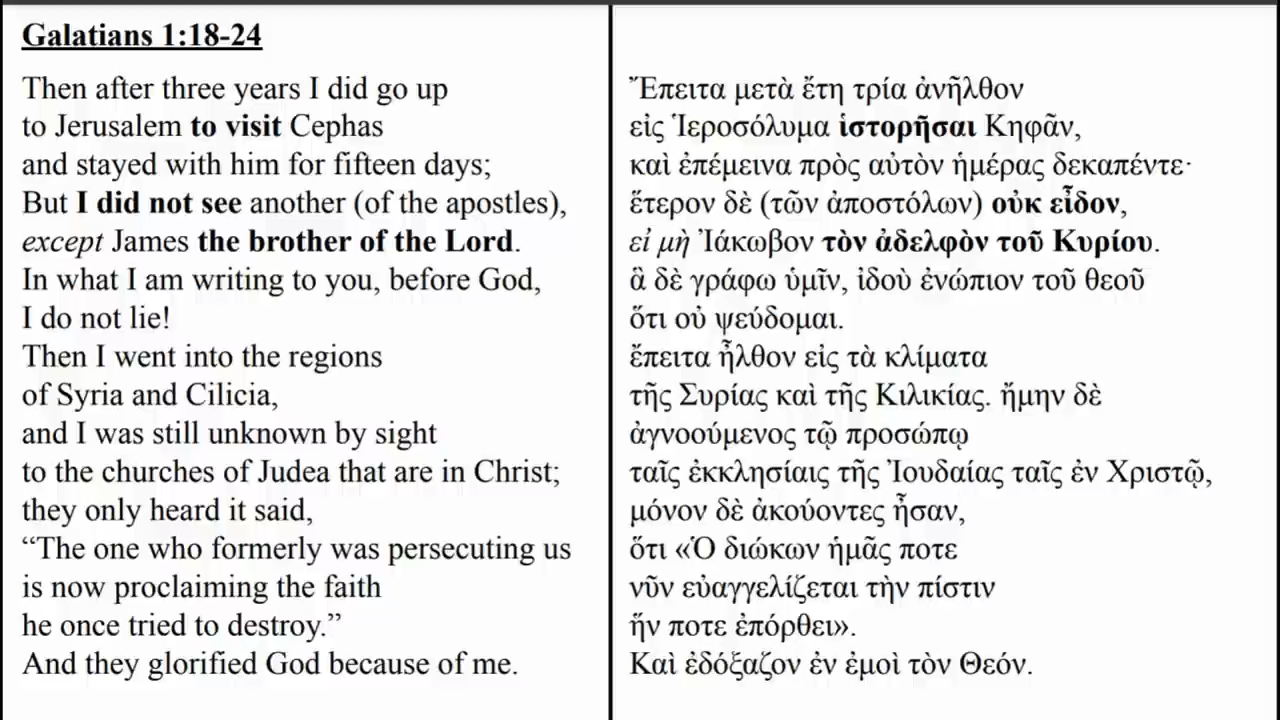 Galatians 1:18-24
Then after three years I did go up
to Jerusalem to visit Cephas
and stayed with him for fifteen days;
But I did not see another (of the apostles),
except James the brother of the Lord.
In what I am writing to you, before God,
I do not lie!
Then I went into the regions
of Syria and Cilicia,
and I was still unknown by sight
to the churches of Judea that are in Christ;
they only heard it said,
“The one who formerly was persecuting us
is now proclaiming the faith
he once tried to destroy.”
And they glorified God because of me.
Ἔπειτα μετὰ ἔτη τρία ἀνῆλθον
εἰς Ἱεροσόλυμα ἱστορῆσαι Κηφᾶν,
καὶ ἐπέμεινα πρὸς αὐτὸν ἡμέρας δεκαπέντε·
ἕτερον δὲ (τῶν ἀποστόλων) οὐκ εἶδον,
εἰ μὴ Ἰάκωβον τὸν ἀδελφὸν τοῦ Κυρίου.
ἃ δὲ γράφω ὑμῖν, ἰδοὺ ἐνώπιον τοῦ θεοῦ
ὅτι οὐ ψεύδομαι.
ἔπειτα ἦλθον εἰς τὰ κλίματα
τῆς Συρίας καὶ τῆς Κιλικίας. ἤμην δὲ
ἀγνοούμενος τῷ προσώπῳ
ταῖς ἐκκλησίαις τῆς Ἰουδαίας ταῖς ἐν Χριστῷ,
μόνον δὲ ἀκούοντες ἦσαν,
ὅτι «Ὁ διώκων ἡμᾶς ποτε
νῦν εὐαγγελίζεται τὴν πίστιν
ἥν ποτε ἐπόρθει».
Καὶ ἐδόξαζον ἐν ἐμοὶ τὸν Θεόν.